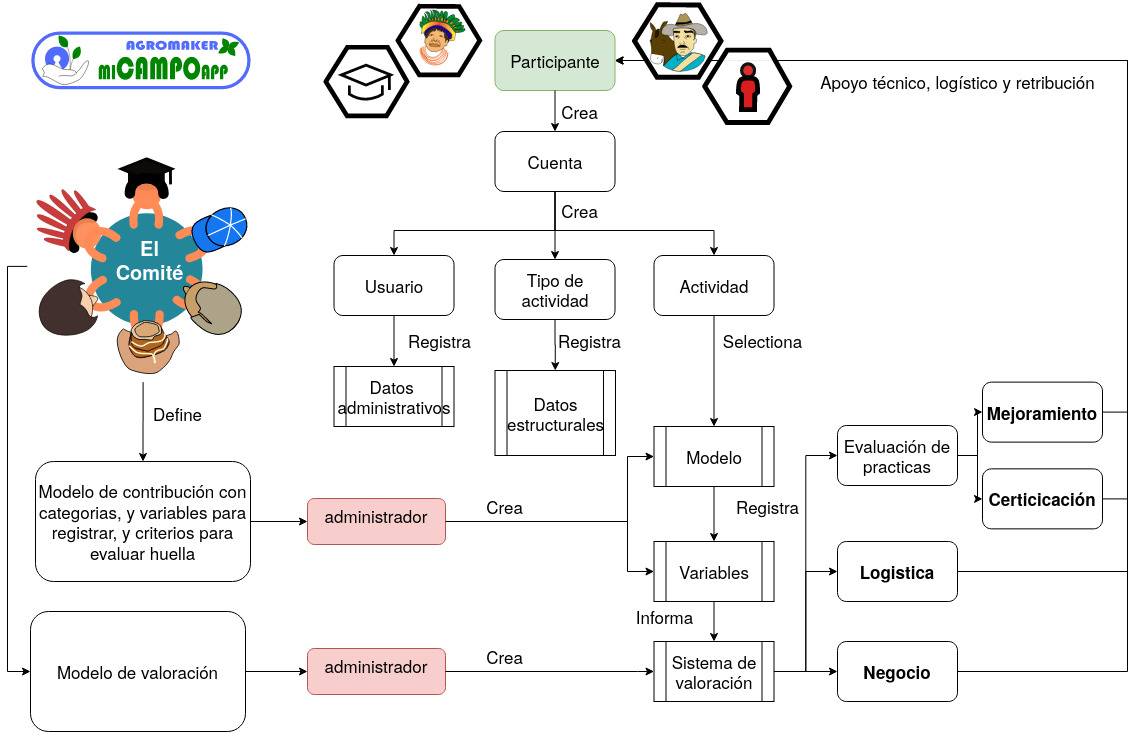 AGROMAKER
miCAMPOAPP
Participante
Apoyo técnico, logístico y retribución
Crea
Cuenta
Crea
El
Comité
Usuario
Tipo de
actividad
Actividad
Registra
Registra
Selectiona
Datos
administrativos
Datos
estructurales
Define
Modelo
Evaluación de
practicas
Mejoramiento
Certicicación
Modelo de contribución con
categorias, y variables para
registrar, y criterios para
evaluar huella
administrador
Crea
Registra
Variables
Logistica
Informa
Modelo de valoración
administrador
Crea
Sistema de
valoración
Negocio